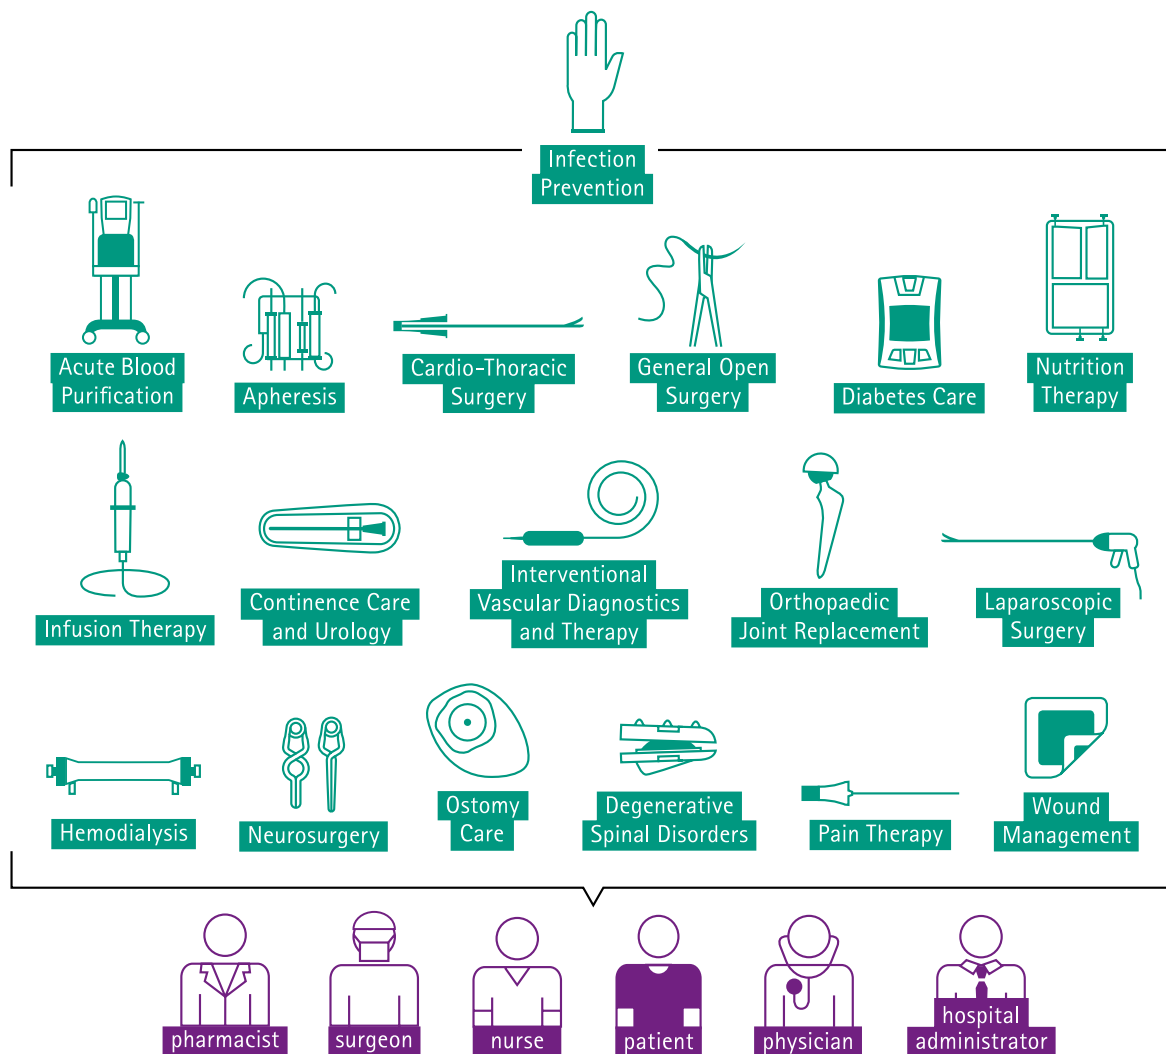 Infection
Prevention
Acute Blood
Purification
Apheresis
Cardio-Thoracic
Surgery
General Open
Surgery
Diabetes Care
Nutrition
Therapy
Infusion Therapy
Continence Care
and Urology
Interventional
Vascular Diagnostics
and Therapy
Orthopaedic
Joint Replacement
Laparoscopic
Surgery
Hemodialysis
Neurosurgery
Ostomy
Care
Degenerative
Spinal Disorders
Pain Therapy
Wound
Management
pharmacist
surgeon
nurse
patient
physician
hospital
administrator